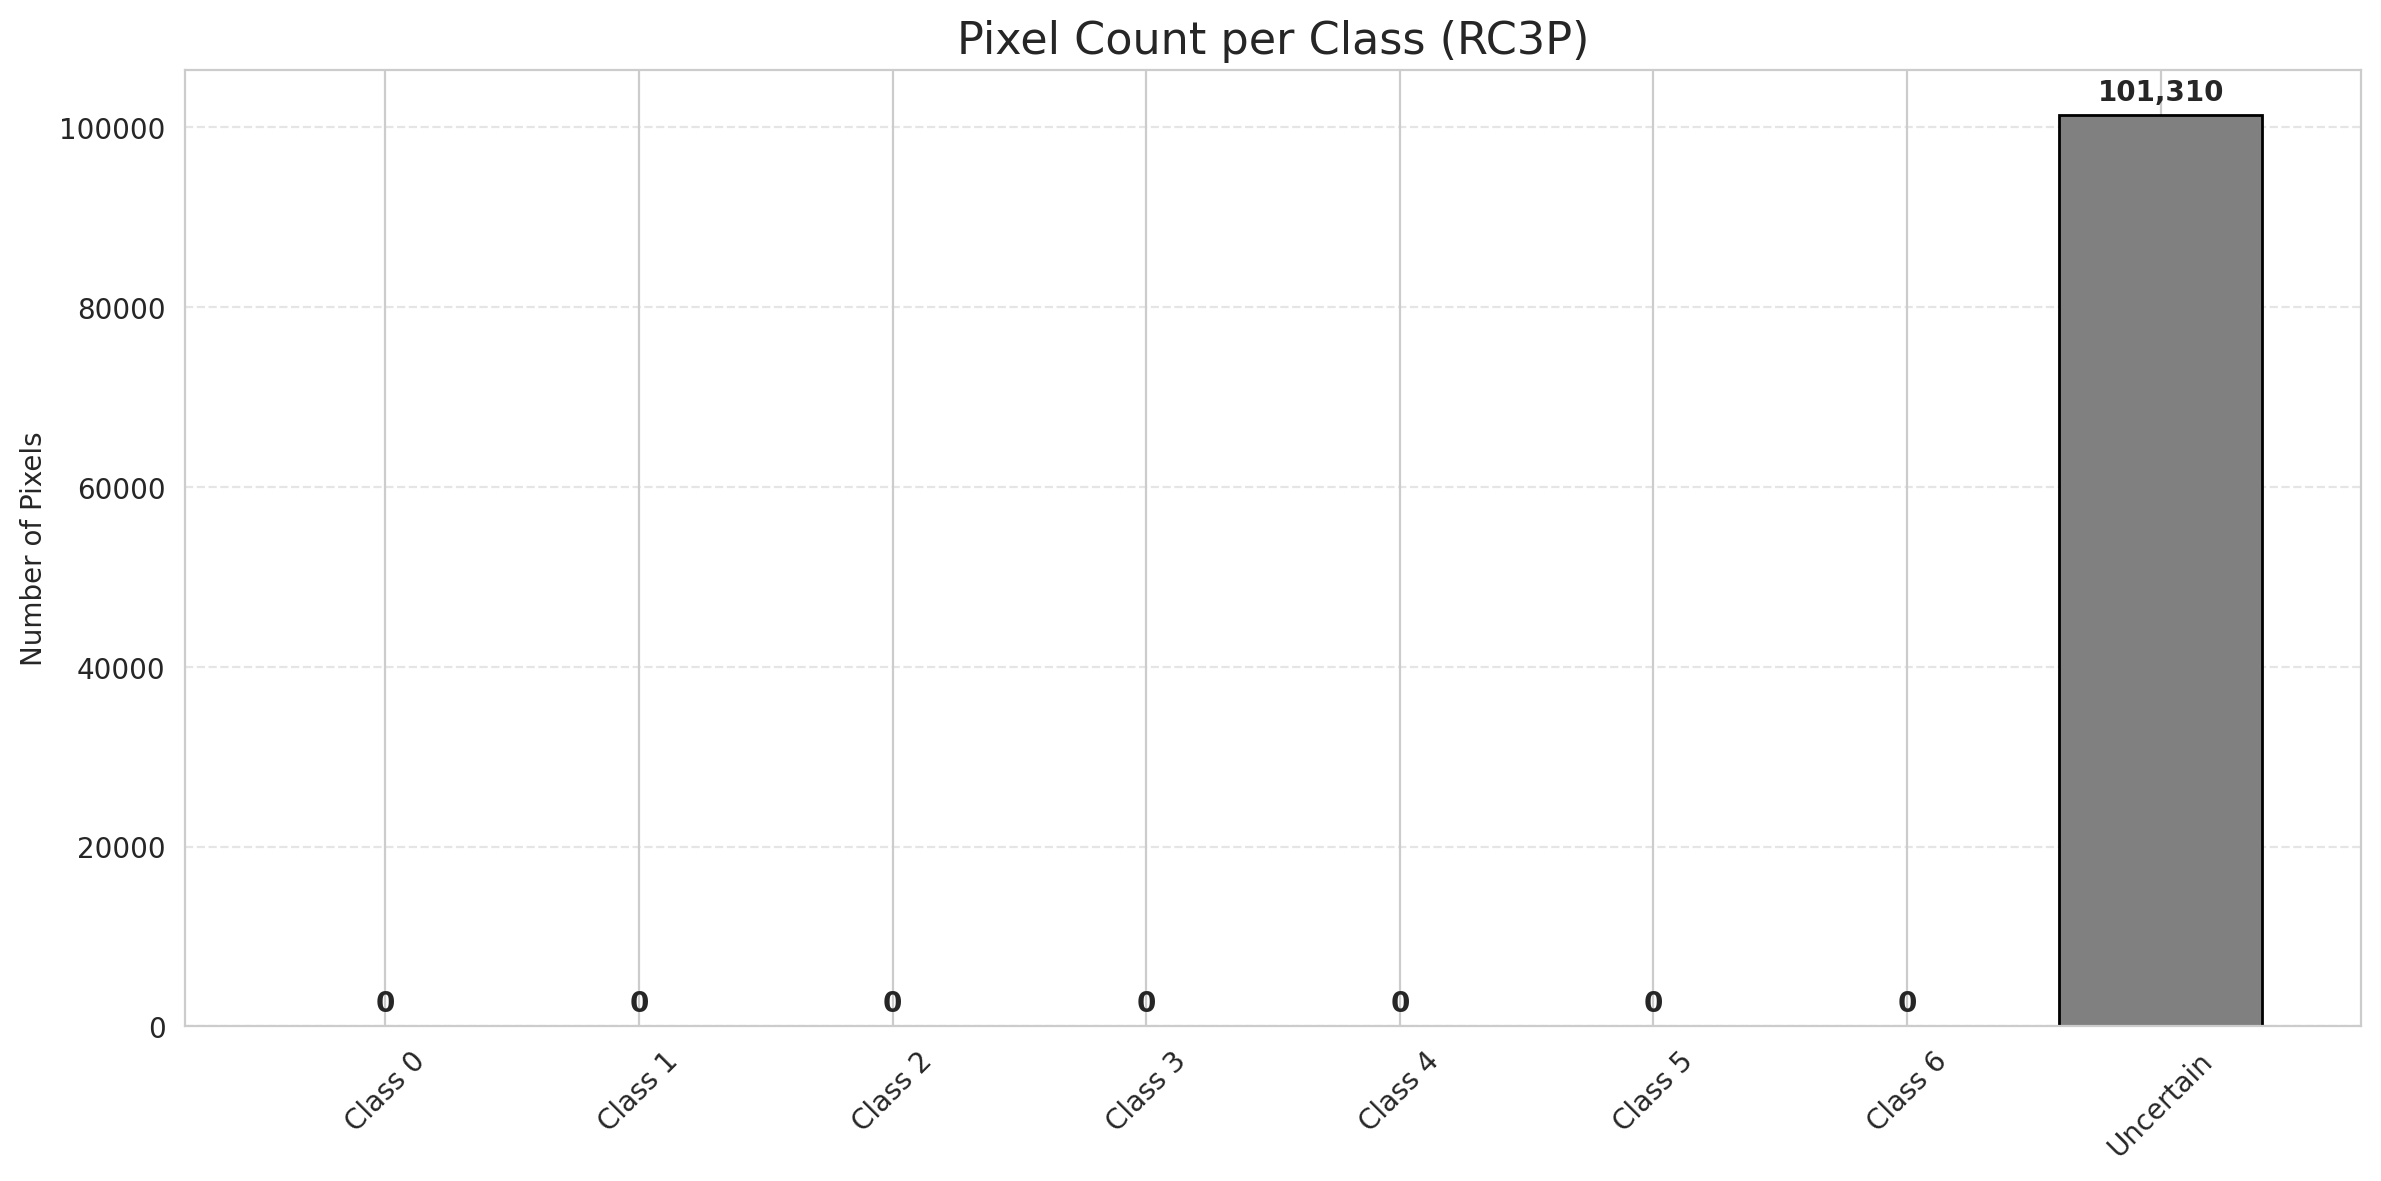 Pixel Count per Class (RC3P)
101,310
100000
80000
60000
40000
20000
0
Number of Pixels
0 0 0 0 0 0 0
Class 0 Class 1 Class 2 Class 3 Class 4 Class 5 Class 6 Uncertain